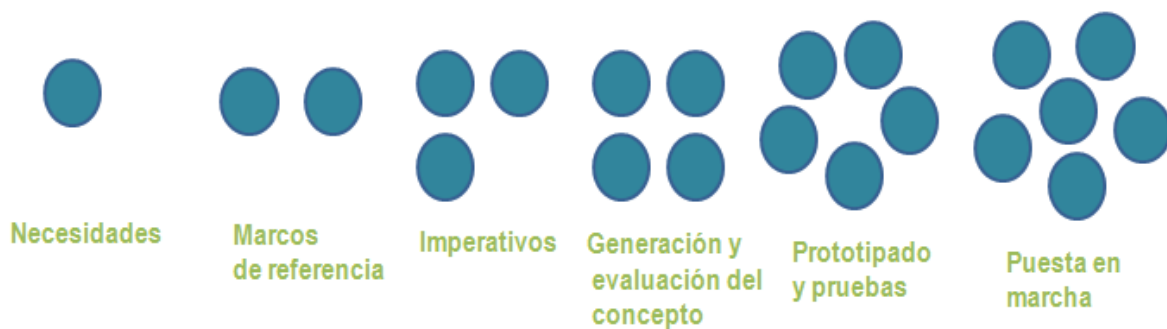 Necesidades
Marcos
de referencia
Imperativos
Generación y
evaluación del
concepto
Prototipado
y pruebas
Puesta en
marcha